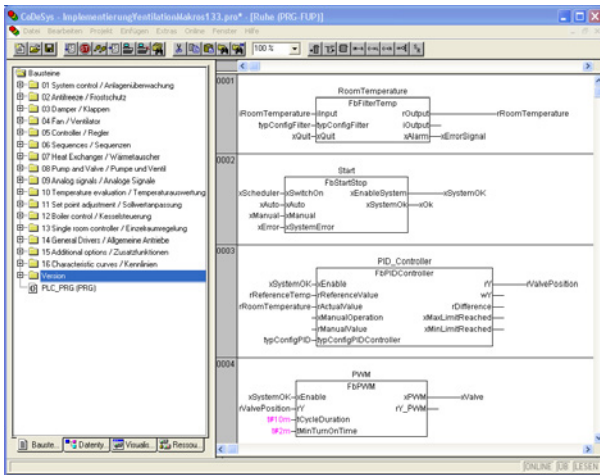 CoDeSys - ImplementierungVentilationMakros133.pro* - [Ruhe (PRG-FUP)]
Datei Bearbeiten Projekt Einfügen Extras Online Fenster Hilfe
100 %
Bausteine
01 System control / Anlagenüberwachung
02 Antifreeze / Frostschutz
03 Damper / Klappen
04 Fan / Ventilator
05 Controller / Regler
06 Sequences / Sequenzen
07 Heat Exchanger / Wärmetauscher
08 Pump and Valve / Pumpe und Ventil
09 Analog signals / Analoge Signale
10 Temperature evaluation / Temperaturauswertung
11 Set point adjustment / Sollwertanpassung
12 Boiler control / Kesselsteuerung
13 Single room controller / Einzelraumregelung
14 General Drivers / Allgemeine Antriebe
15 Additional options / Zusatzfunktionen
16 Characteristic curves / Kennlinien
Version
PLC_PRG (PRG)
Bauste... Datenty... Visualis... Ressou...
0001
RoomTemperature
FbFilterTemp
iRoomTemperature iInput rOutput rRoomTemperature
typConfigFilter typConfigFilter iOutput
xQuit xQuit xAlarm xErrorSignal
0002
Start
FbStartStop
xScheduler xSwitchOn xEnableSystem xSystemOK
xAuto xAuto xSystemOk xOk
xManual xManual
xError xSystemError
0003
PID_Controller
FbPIDController
xSystemOK xEnable rY rValvePosition
rReferenceTemp rReferenceValue wY
rRoomTemperature rActualValue rDifference
xManualOperation xMaxLimitReached
rManualValue xMinLimitReached
typConfigPID typConfigPIDController
0004
PWM
FbPWM
xSystemOK xEnable xPWM xValve
rValvePosition rY rY_PWM
t#10m tCycleDuration
t#2m tMinTurnOnTime
ONLINE ÜB LESEN